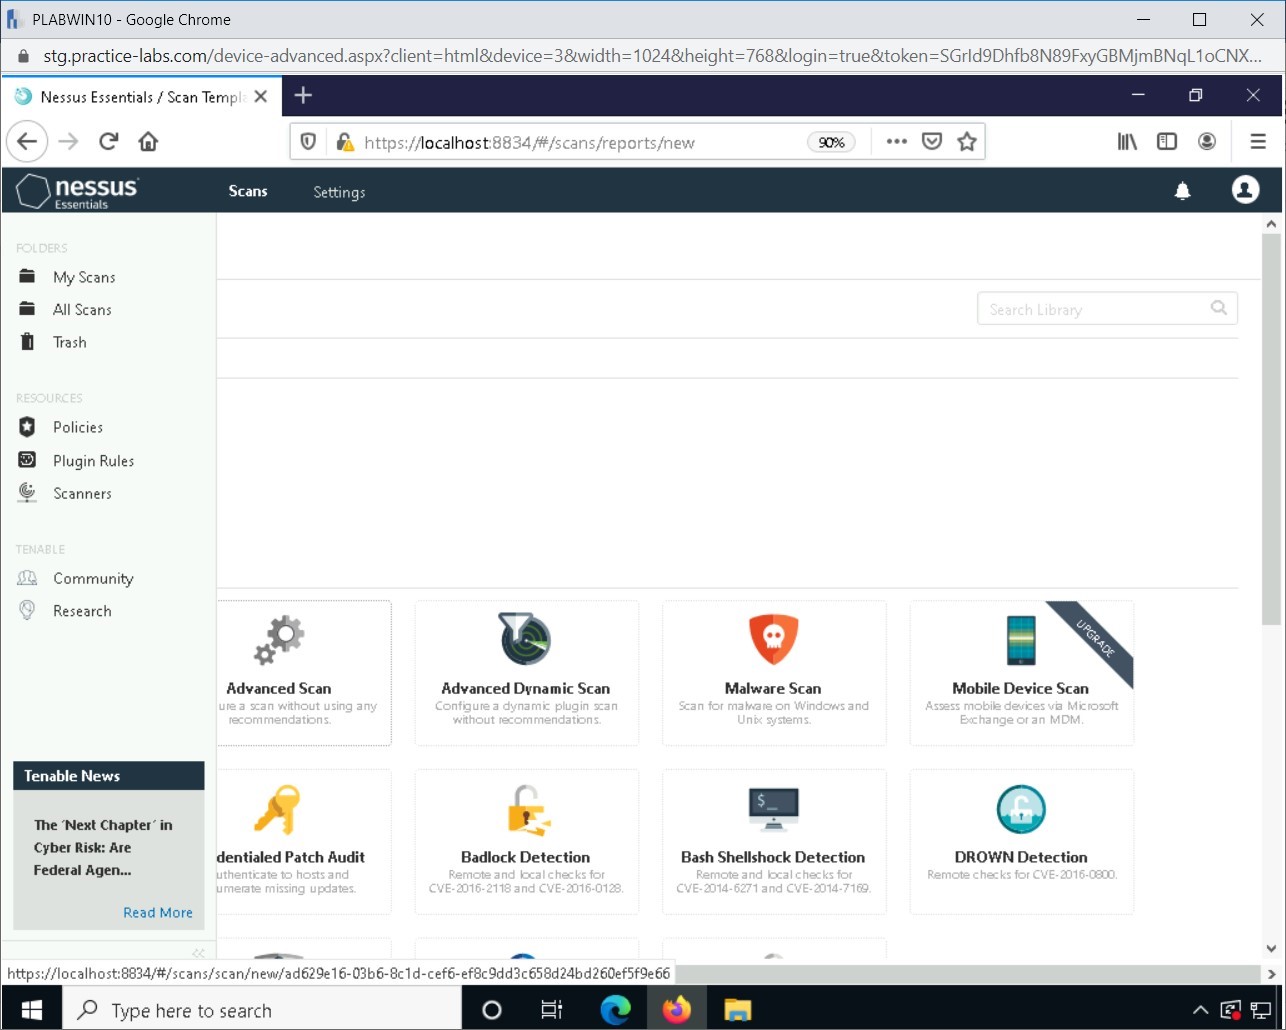 PLABWIN10 - Google Chrome
stg.practice-labs.com/device-advanced.aspx?client=html&device=3&width=1024&height=768&login=true&token=SGrId9Dhfb8N89FxyGBMjmBNqL1oCNX...
Nessus Essentials / Scan Templa
https://localhost:8834/#/scans/reports/new
90%
nessus
Essentials
Scans
Settings
FOLDERS
My Scans
All Scans
Trash
RESOURCES
Policies
Plugin Rules
Scanners
TENABLE
Community
Research
Tenable News
The 'Next Chapter' in
Cyber Risk: Are
Federal Agen...
Read More
Search Library
Advanced Scan
ure a scan without using any
recommendations.
Advanced Dynamic Scan
Configure a dynamic plugin scan
without recommendations.
Malware Scan
Scan for malware on Windows and
Unix systems.
UPGRADE
Mobile Device Scan
Assess mobile devices via Microsoft
Exchange or an MDM.
dentialed Patch Audit
uthenticate to hosts and
numerate missing updates.
Badlock Detection
Remote and local checks for
CVE-2016-2118 and CVE-2016-0128.
$_
Bash Shellshock Detection
Remote and local checks for
CVE-2014-6271 and CVE-2014-7169.
DROWN Detection
Remote checks for CVE-2016-0800.
https://localhost:8834/#/scans/scan/new/ad629e16-03b6-8c1d-cef6-ef8c9dd3c658d24bd260ef5f9e66
Type here to search